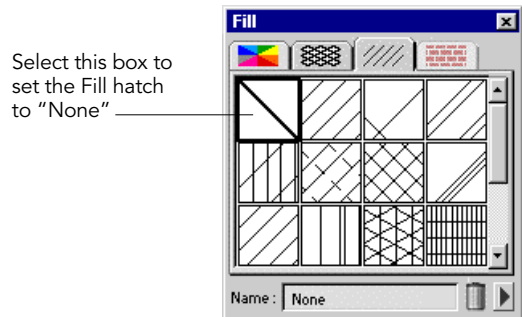 Fill
Select this box to
set the Fill hatch
to “None”
Name: None